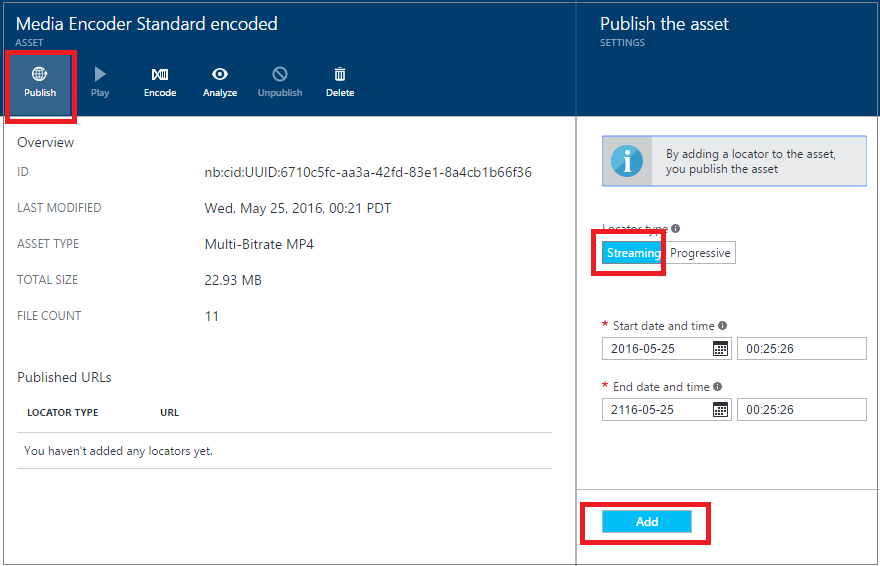 Media Encoder Standard encoded
ASSET
Publish
Play
Encode
Analyze
Unpublish
Delete
Overview
ID nb:cid:UUID:6710c5fc-aa3a-42fd-83e1-8a4cb1b66f36
LAST MODIFIED Wed, May 25, 2016, 00:21 PDT
ASSET TYPE Multi-Bitrate MP4
TOTAL SIZE 22.93 MB
FILE COUNT 11
Published URLs
LOCATOR TYPE URL
You haven't added any locators yet.
Publish the asset
SETTINGS
By adding a locator to the asset,
you publish the asset
Locator type
Streaming Progressive
* Start date and time
2016-05-25 00:25:26
* End date and time
2116-05-25 00:25:26
Add